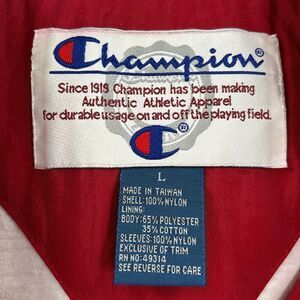 Champion®
Since 1919 Champion has been making
Authentic Athletic Apparel
for durable usage on and off the playing field.
C®
L
MADE IN TAIWAN
SHELL: 100% NYLON
LINING:
BODY: 65% POLYESTER
35% COTTON
SLEEVES: 100% NYLON
EXCLUSIVE OF TRIM
RN NO: 49314
SEE REVERSE FOR CARE